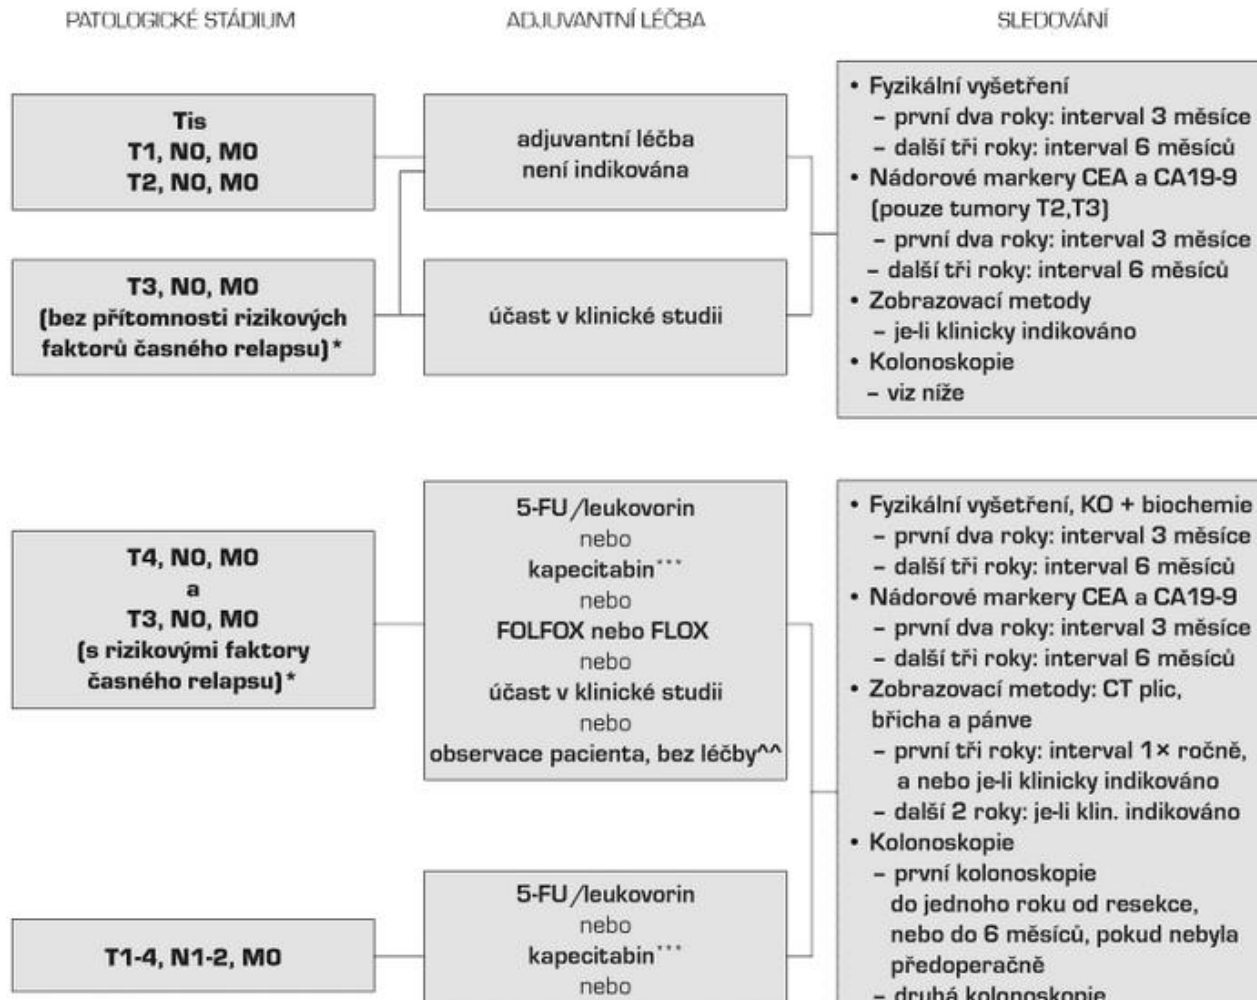 PATOLOGICKÉ STÁDIUM
ADJUVANTNÍ LÉČBA
SLEDOVÁNÍ
Tis
T1, N0, M0
T2, N0, M0
adjuvantní léčba
není indikována
T3, N0, M0
(bez přítomnosti rizikových
faktorů časného relapsu)*
účast v klinické studii
• Fyzikální vyšetření
– první dva roky: interval 3 měsíce
– další tři roky: interval 6 měsíců
• Nádorové markery CEA a CA19-9
(pouze tumory T2,T3)
– první dva roky: interval 3 měsíce
– další tři roky: interval 6 měsíců
• Zobrazovací metody
– je-li klinicky indikováno
• Kolonoskopie
– viz níže
T4, N0, M0
a
T3, N0, M0
(s rizikovými faktory
časného relapsu)*
5-FU/leukovorin
nebo
kapecitabin***
nebo
FOLFOX nebo FLOX
nebo
účast v klinické studii
nebo
observace pacienta, bez léčby^^
T1-4, N1-2, M0
5-FU/leukovorin
nebo
kapecitabin***
nebo
• Fyzikální vyšetření, KO + biochemie
– první dva roky: interval 3 měsíce
– další tři roky: interval 6 měsíců
• Nádorové markery CEA a CA19-9
– první dva roky: interval 3 měsíce
– další tři roky: interval 6 měsíců
• Zobrazovací metody: CT plic,
břicha a pánve
– první tři roky: interval 1× ročně,
a nebo je-li klinicky indikováno
– další 2 roky: je-li klin. indikováno
• Kolonoskopie
– první kolonoskopie
do jednoho roku od resekce,
nebo do 6 měsíců, pokud nebyla
předoperačně
– druhá kolonoskopie